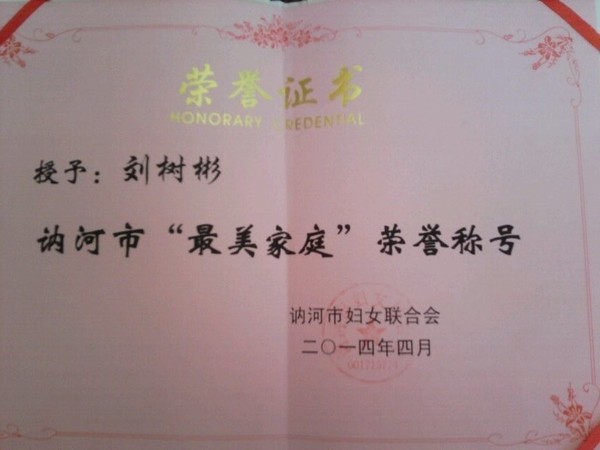 荣誉证书
HONORARY CREDENTIAL
授予：刘树彬
讷河市“最美家庭”荣誉称号
讷河市妇女联合会
二〇一四年四月